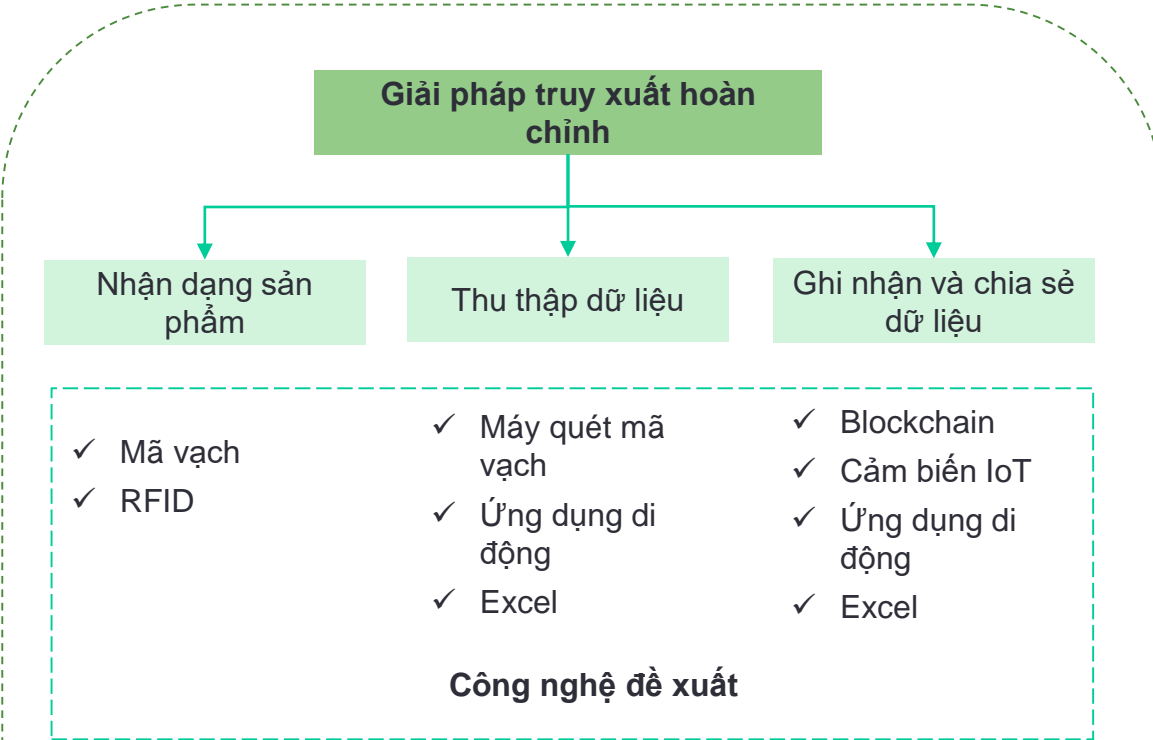 Giải pháp truy xuất hoàn
chỉnh
Nhận dạng sản
phẩm
Thu thập dữ liệu
Ghi nhận và chia sẻ
dữ liệu
Mã vạch
RFID
Máy quét mã
vạch
Ứng dụng di
động
Excel
Blockchain
Cảm biến IoT
Ứng dụng di
động
Excel
Công nghệ đề xuất